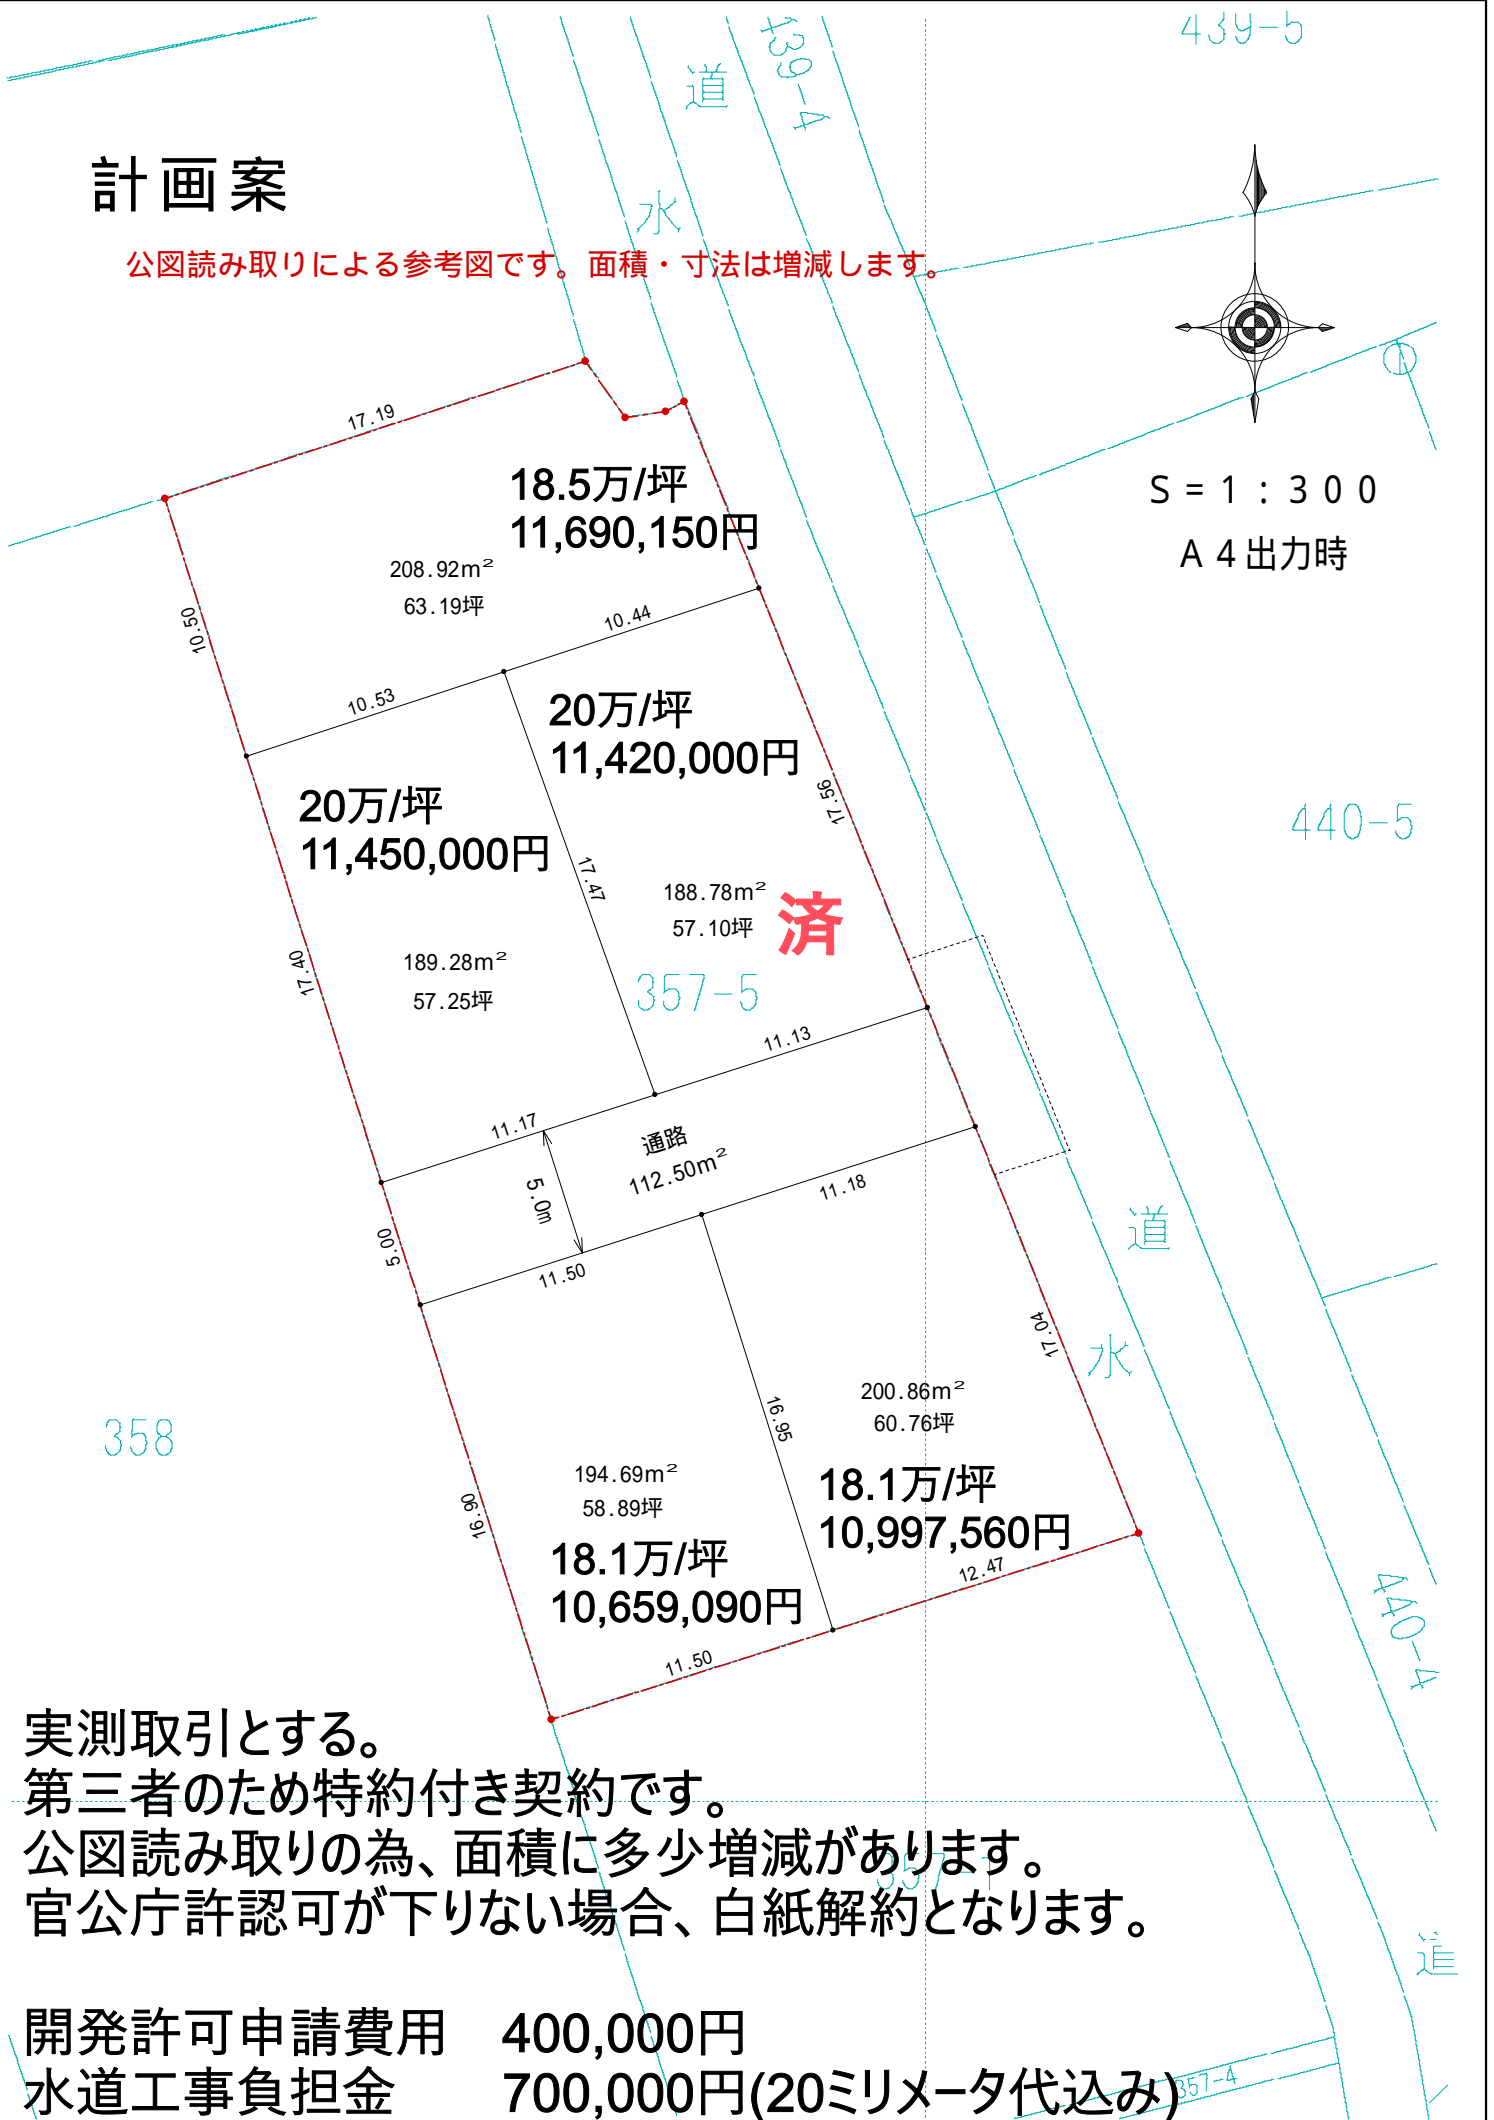 439-5
439-4
道
計画案
水
公図読み取りによる参考図です。面積・寸法は増減します。
17.19
18.5万/坪
11,690,150円
S=1:300
A4出力時
208.92m²
63.19坪
10.50
10.44
10.53
20万/坪
11,420,000円
20万/坪
11,450,000円
17.56
440-5
17.47
188.78m²
57.10坪
済
17.40
189.28m²
57.25坪
357-5
11.13
11.17
通路
112.50m²
5.0m
11.18
道
5.00
11.50
17.04
水
358
16.95
200.86m²
60.76坪
194.69m²
58.89坪
18.1万/坪
10,997,560円
16.90
18.1万/坪
10,659,090円
12.47
440-4
11.50
実測取引とする。
第三者のため特約付き契約です。
公図読み取りの為、面積に多少増減があります。
357-1
官公庁許認可が下りない場合、白紙解約となります。
道
開発許可申請費用 400,000円
水道工事負担金 700,000円(20ミリメータ代込み)
357-4